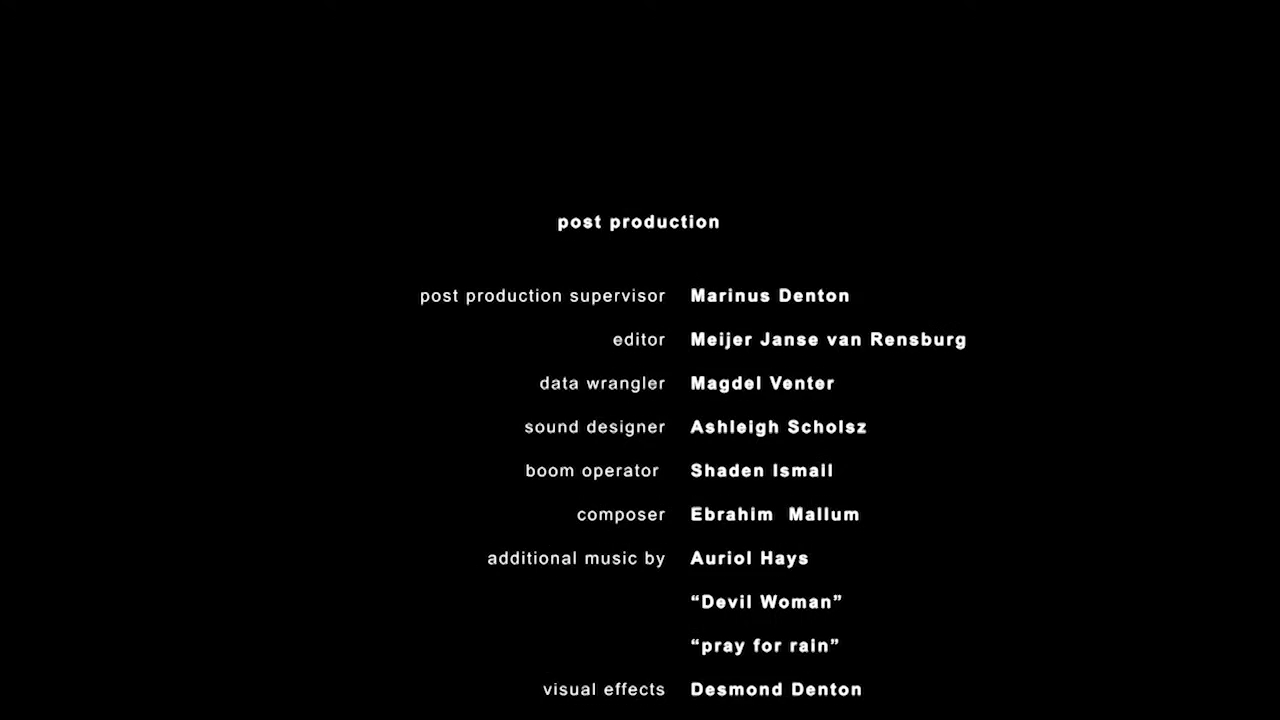 post production
post production supervisor Marinus Denton
editor Meijer Janse van Rensburg
data wrangler Magdel Venter
sound designer Ashleigh Scholsz
boom operator Shaden Ismail
composer Ebrahim Mallum
additional music by Auriol Hays
“Devil Woman”
“pray for rain”
visual effects Desmond Denton